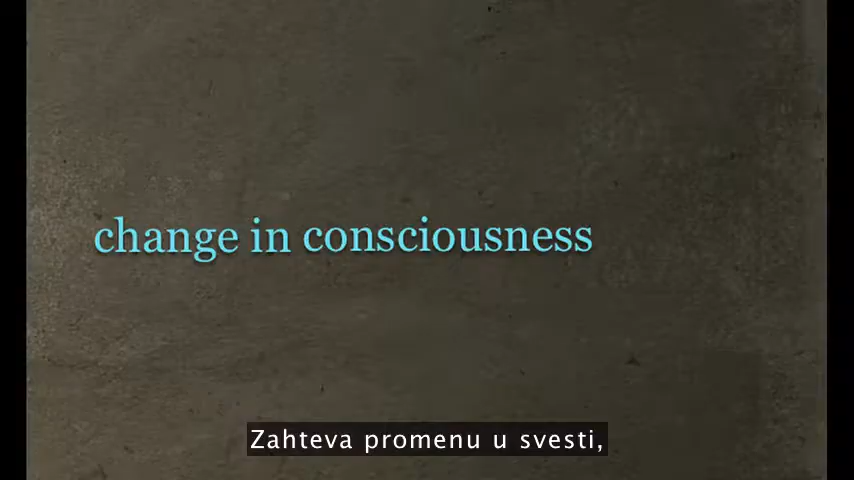 change in consciousness
Zahteva promenu u svesti,